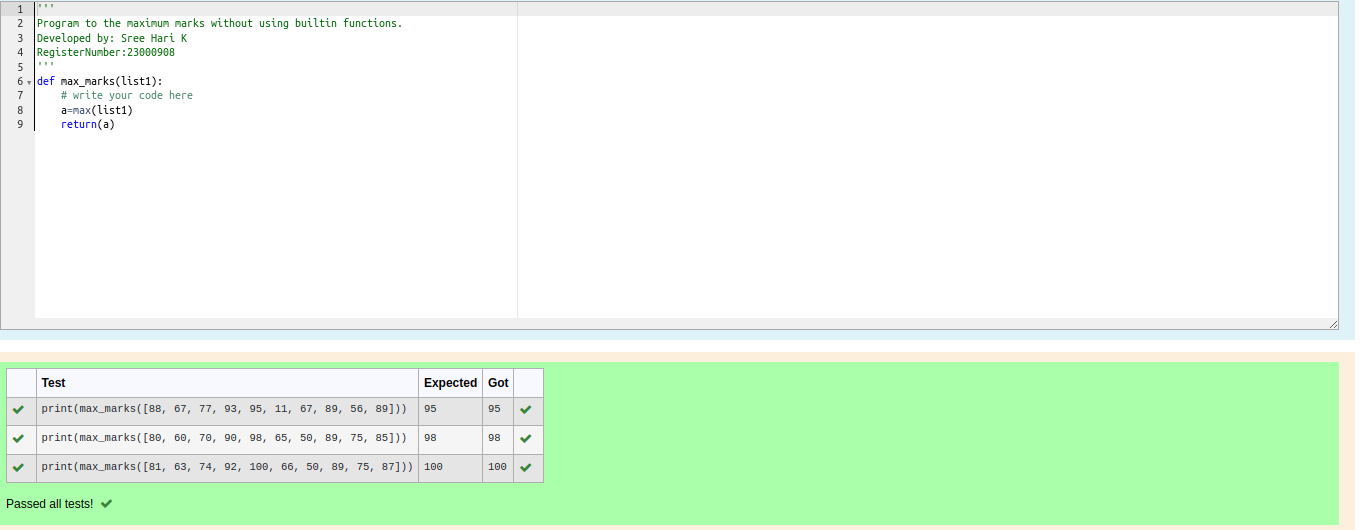 1 '''
2 Program to the maximum marks without using builtin functions.
3 Developed by: Sree Hari K
4 RegisterNumber:23000908
5 '''
6 def max_marks(list1):
7     # write your code here
8     a=max(list1)
9     return(a)
Test Expected Got
print(max_marks([88, 67, 77, 93, 95, 11, 67, 89, 56, 89])) 95 95
print(max_marks([80, 60, 70, 90, 98, 65, 50, 89, 75, 85])) 98 98
print(max_marks([81, 63, 74, 92, 100, 66, 50, 89, 75, 87])) 100 100
Passed all tests!